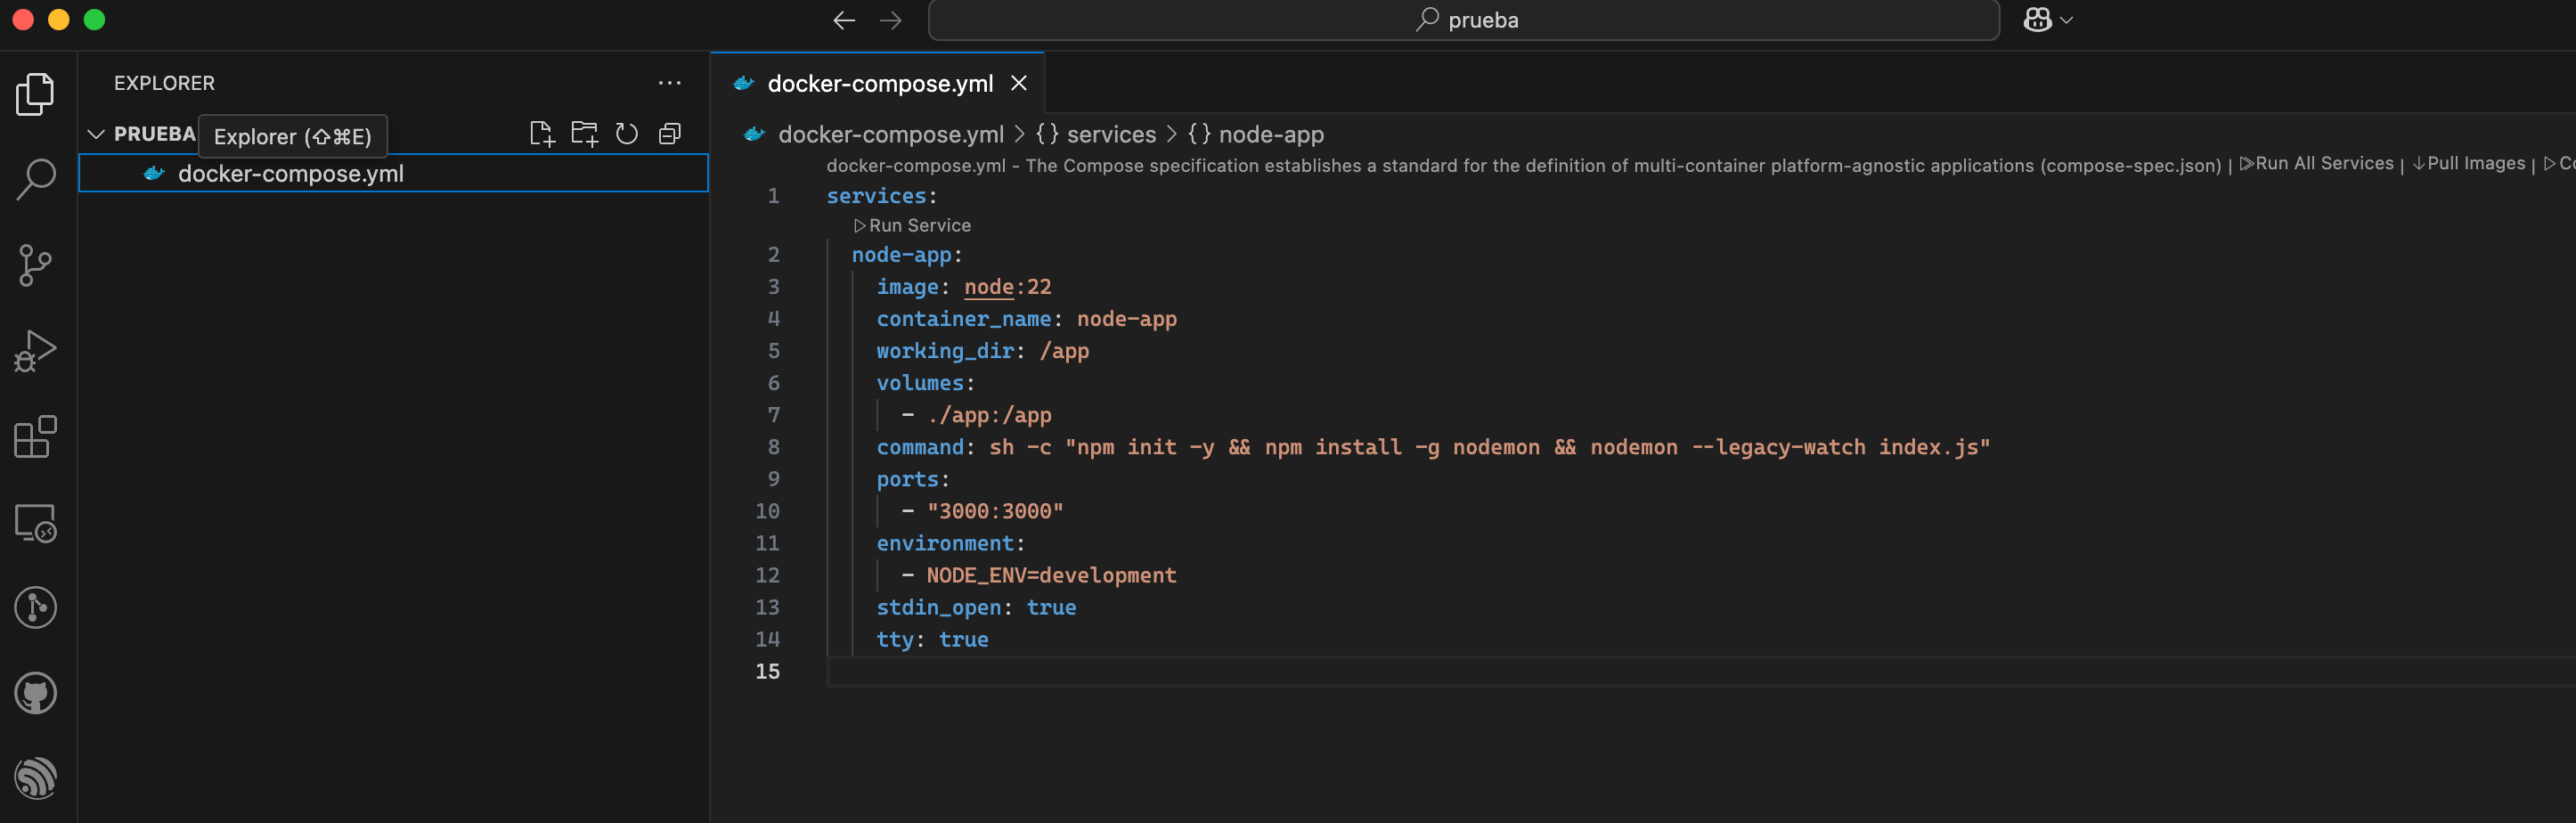 prueba
EXPLORER
docker-compose.yml
PRUEBA
Explorer (⇧⌘E)
docker-compose.yml
docker-compose.yml > {} services > {} node-app
docker-compose.yml - The Compose specification establishes a standard for the definition of multi-container platform-agnostic applications (compose-spec.json) | ▷Run All Services | ↓Pull Images | ▷Co
1 services:
▷Run Service
2   node-app:
3     image: node:22
4     container_name: node-app
5     working_dir: /app
6     volumes:
7       - ./app:/app
8     command: sh -c "npm init -y && npm install -g nodemon && nodemon --legacy-watch index.js"
9     ports:
10       - "3000:3000"
11     environment:
12       - NODE_ENV=development
13     stdin_open: true
14     tty: true
15